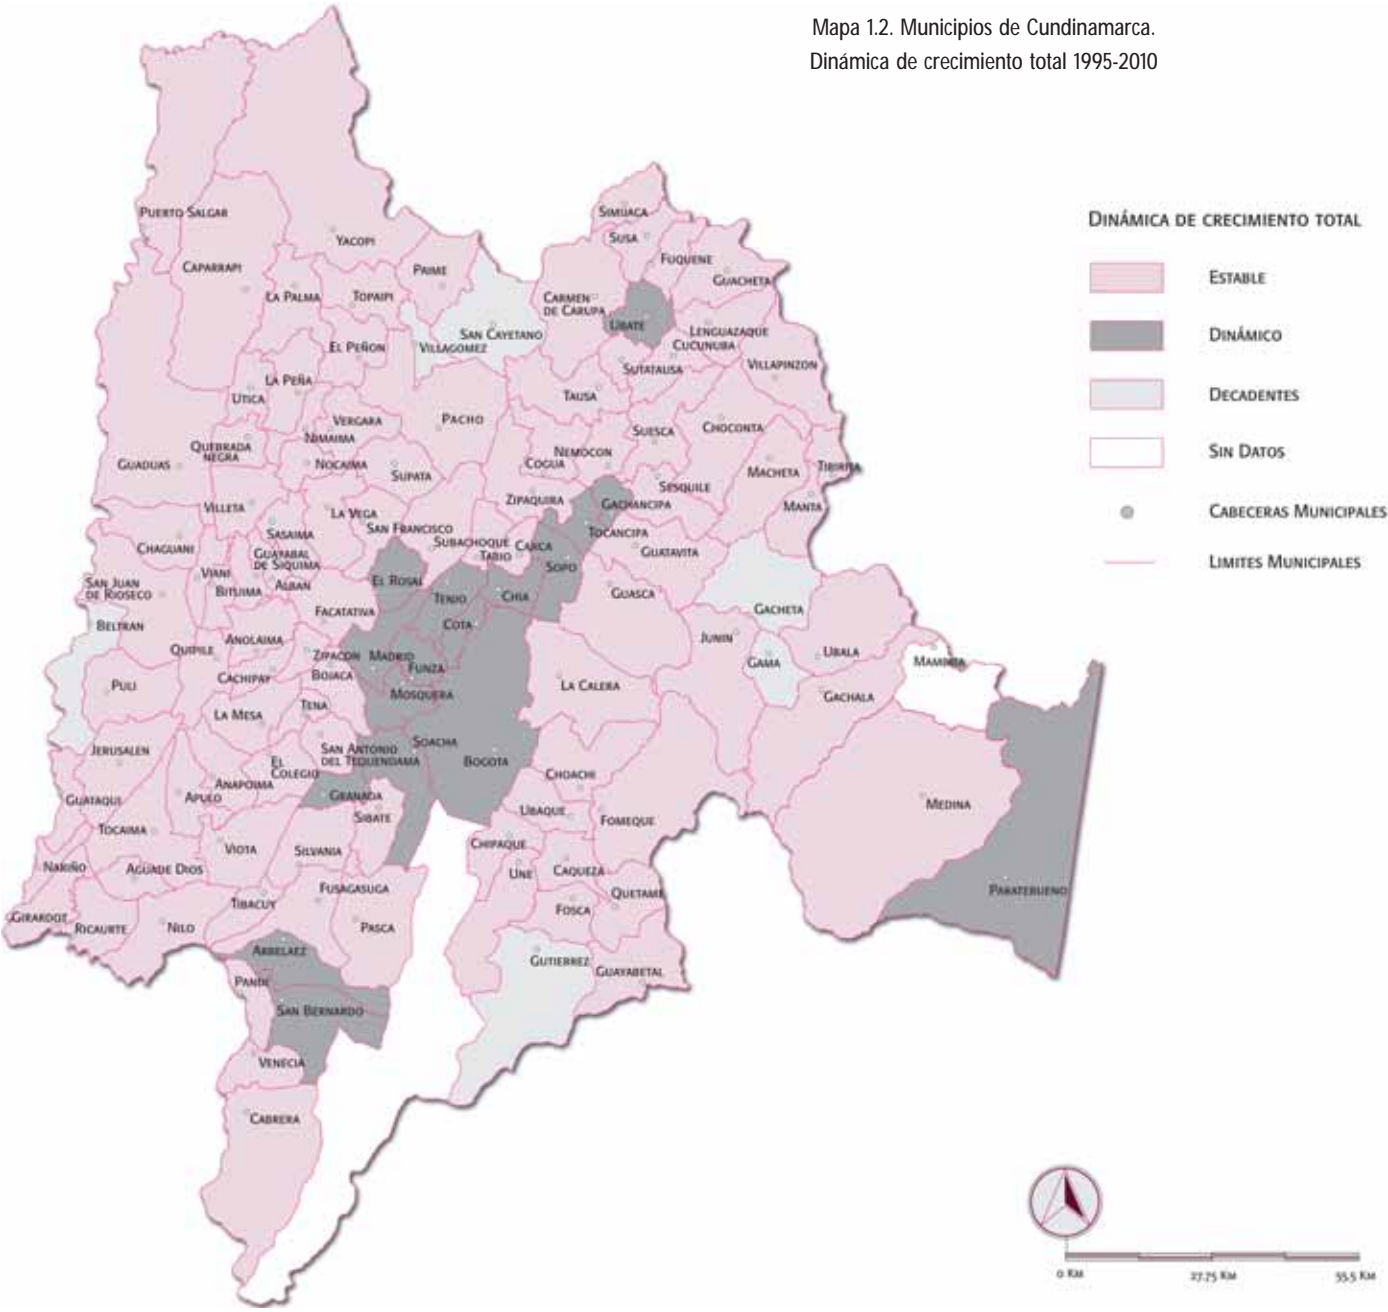 Mapa 1.2. Municipios de Cundinamarca.
Dinámica de crecimiento total 1995-2010
DINÁMICA DE CRECIMIENTO TOTAL
ESTABLE
DINÁMICO
DECADENTES
SIN DATOS
CABECERAS MUNICIPALES
LIMITES MUNICIPALES
PUERTO SALGAR
YACOPI
CAPARRAPI
LA PALMA
TOPAIPI
PAIME
SAN CAYETANO
VILLAGOMEZ
EL PEÑON
CARMEN
DE CARUPA
SIMIJACA
SUSA
FUQUENE
GUACHETA
UBATE
LENGUAZAQUE
CUCUNUBA
SUTATAUSA
VILLAPINZON
TAUSA
LA PEÑA
UTICA
VERGARA
NIMAIMA
PACHO
QUEBRADA
NEGRA
NOCAIMA
SUPATA
GUADUAS
NEMOCON
COGUA
SUESCA
CHOCONTA
MACHETA
TIBIRITA
MANTA
SESQUILE
ZIPAQUIRA
GACHANCIPA
TOCANCIPA
GUATAVITA
VILLETA
LA VEGA
SAN FRANCISCO
SASAIMA
SUBACHOQUE
TABIO
CAJICA
SOPO
CHAGUANI
GUAYABAL
DE SIQUIMA
VIANI
BITUIMA
ALBAN
EL ROSAL
TENJO
CHIA
GUASCA
GACHETA
SAN JUAN
DE RIOSECO
BELTRAN
FACATATIVA
COTA
ANOLAIMA
QUIPILE
ZIPACON
MADRID
FUNZA
BOJACA
CACHIPAY
MOSQUERA
PULI
LA MESA
TENA
LA CALERA
JUNIN
GAMA
UBALA
GACHALA
JERUSALEN
SAN ANTONIO
DEL TEQUENDAMA
SOACHA
BOGOTA
EL
COLEGIO
ANAPOIMA
APULO
GRANADA
SIBATE
CHOACHI
GUATAQUI
TOCAIMA
UBAQUE
FOMEQUE
MEDINA
VIOTA
SILVANIA
CHIPAQUE
UNE
CAQUEZA
NARIÑO
AGUADE DIOS
FUSAGASUGA
QUETAME
PARATEBUENO
TIBACUY
FOSCA
GIRARDOT
RICAURTE
NILO
PASCA
ARBELAEZ
GUTIERREZ
GUAYABETAL
PANDI
SAN BERNARDO
VENECIA
CABRERA
0 KM
27.75 KM
55.5 KM